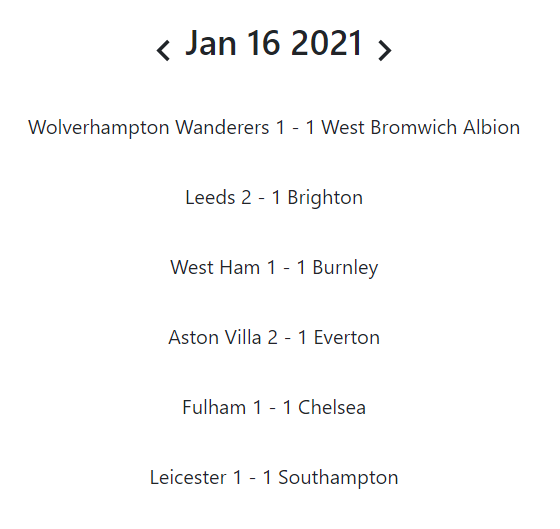 Jan 16 2021
Wolverhampton Wanderers 1 - 1 West Bromwich Albion
Leeds 2 - 1 Brighton
West Ham 1 - 1 Burnley
Aston Villa 2 - 1 Everton
Fulham 1 - 1 Chelsea
Leicester 1 - 1 Southampton